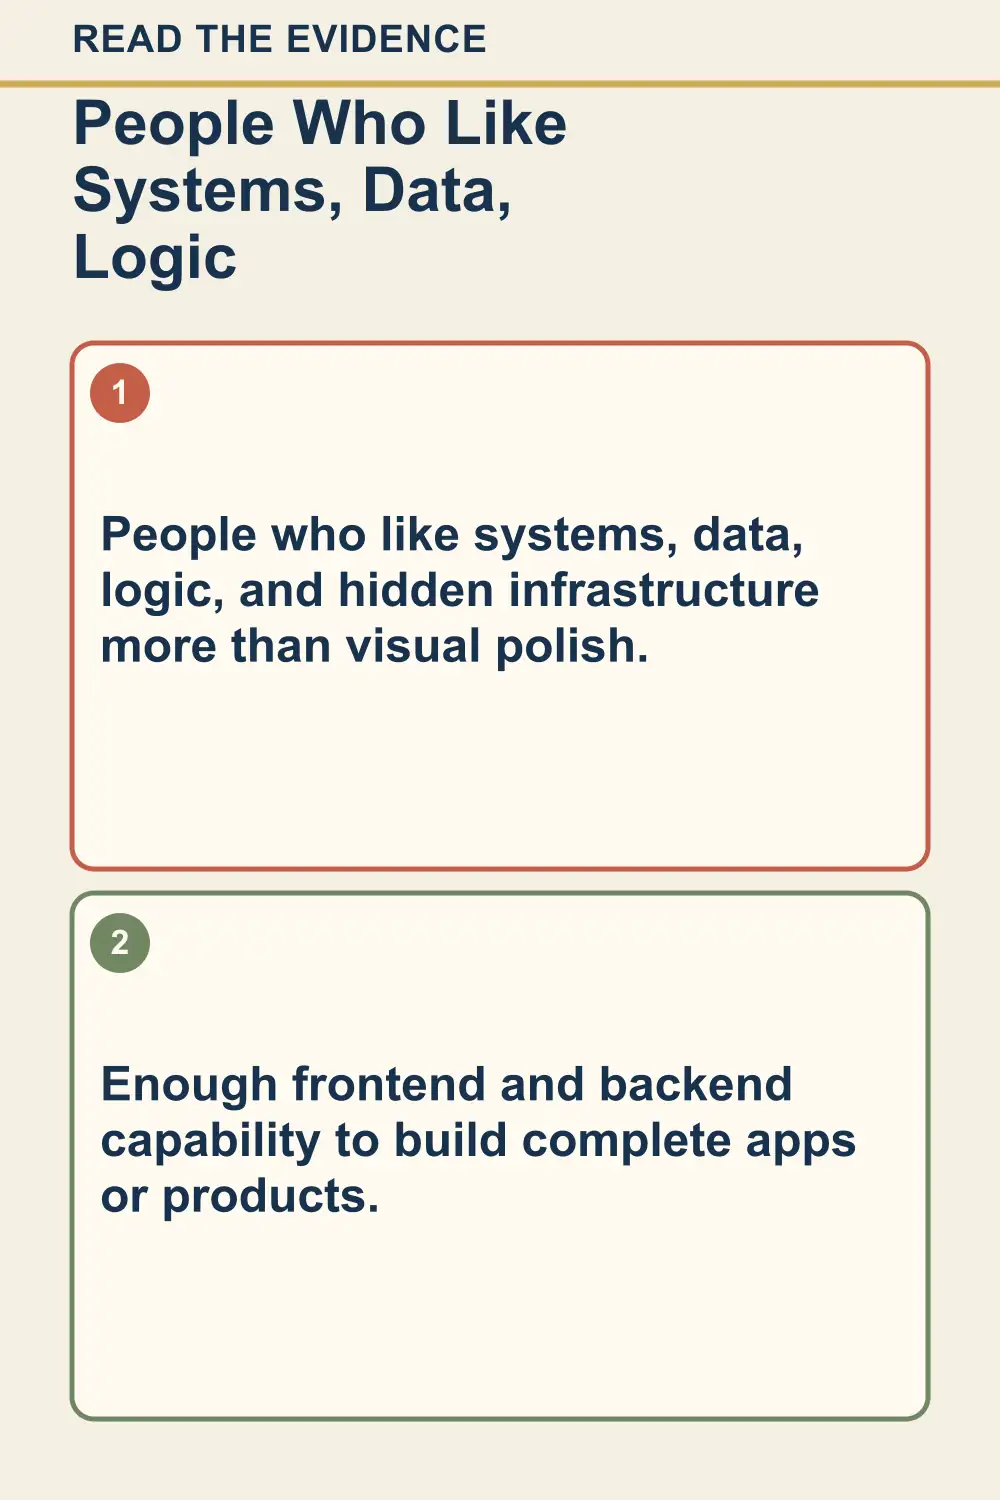 READ THE EVIDENCE
People Who Like
Systems, Data,
Logic
1
People who like systems, data,
logic, and hidden infrastructure
more than visual polish.
2
Enough frontend and backend
capability to build complete apps
or products.